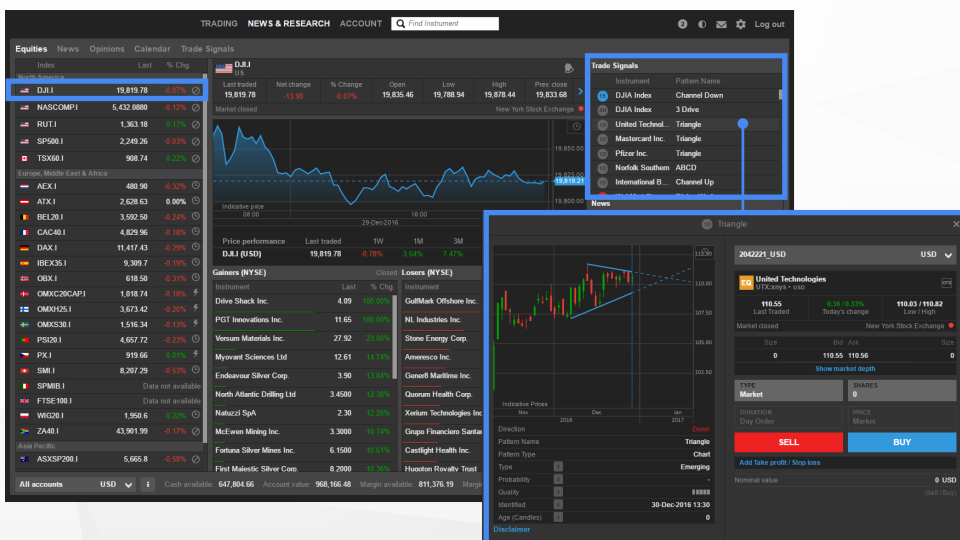 TRADING NEWS & RESEARCH ACCOUNT Find Instrument 2 Log out
Equities News Opinions Calendar Trade Signals
Index Last % Chg
North America
DJI.I 19,819.78 -0.07%
NASCOMP.I 5,432.0880 -0.12%
RUT.I 1,363.18 0.17%
SP500.I 2,249.26 -0.03%
TSX60.I 908.74 0.22%
Europe, Middle East & Africa
AEX.I 480.90 -0.32%
ATX.I 2,628.63 0.00%
BEL20.I 3,592.50 -0.24%
CAC40.I 4,829.96 -0.18%
DAX.I 11,417.43 -0.29%
IBEX35.I 9,309.7 -0.19%
OBX.I 618.50 -0.31%
OMXC20CAP.I 1,018.74 -0.18%
OMXH25.I 3,673.42 -0.20%
OMXS30.I 1,516.34 -0.13%
PSI20.I 4,657.72 -0.23%
PX.I 919.66 0.01%
SMI.I 8,207.29 -0.53%
SPMIB.I Data not available
FTSE100.I Data not available
WIG20.I 1,950.6 0.22%
ZA40.I 43,901.99 -0.17%
Asia Pacific
ASXSP200.I 5,665.8 -0.58%
DJI.I
US
Last traded Net change % Change Open Low High Prev. close
19,819.78 -13.90 -0.07% 19,835.46 19,788.94 19,878.44 19,833.68
Market closed New York Stock Exchange
19,850.00
19,825.00
19,819.21
19,800.00
Indicative price
08:00 16:00
29-Dec-2016
Price performance Last traded 1W 1M 3M
DJI.I (USD) 19,819.78 -0.78% 3.64% 7.47%
Gainers (NYSE) Closed
Instrument Last % Chg
Drive Shack Inc. 4.09 100.00%
PGT Innovations Inc. 11.65 100.00%
Versum Materials Inc. 27.92 23.00%
Myovant Sciences Ltd 12.61 14.74%
Endeavour Silver Corp. 3.90 13.04%
North Atlantic Drilling Ltd 3.4500 12.38%
Natuzzi SpA 2.30 12.20%
McEwen Mining Inc. 3.3000 10.74%
Fortuna Silver Mines Inc. 6.1500 10.61%
First Majestic Silver Corp. 8.2000 10.36%
Losers (NYSE)
Instrument
GulfMark Offshore Inc.
NL Industries Inc.
Stone Energy Corp.
Ameresco Inc.
Gener8 Maritime Inc.
Quorum Health Corp.
Xerium Technologies Inc
Grupo Financiero Santan
Castlight Health Inc.
Hugoton Royalty Trust
Trade Signals
Instrument Pattern Name
DJIA Index Channel Down
DJIA Index 3 Drive
United Technol... Triangle
Mastercard Inc. Triangle
Pfizer Inc. Triangle
Norfolk Southern ABCD
International B... Channel Up
News
All accounts USD Cash available: 647,804.66 Account value: 968,166.48 Margin available: 811,376.19
1D Triangle
110.00
107.50
105.00
102.50
Indicative Prices
Nov Dec Jan
2016 2017
Direction Down
Pattern Name Triangle
Pattern Type Chart
Type Emerging
Probability -
Quality
Identified 30-Dec-2016 13:30
Age (Candles) 0
Disclaimer
2042221_USD USD
EQ United Technologies
UTX:xnys • USD
110.55 0.36 / 0.33% 110.03 / 110.82
Last Traded Today's change Low / High
Market closed New York Stock Exchange
Size Bid Ask Size
0 110.55 110.56 0
Show market depth
TYPE SHARES
Market 0
DURATION PRICE
Day Order Market
SELL BUY
Add Take profit / Stop loss
Nominal value 0 USD
(Sell / Buy)